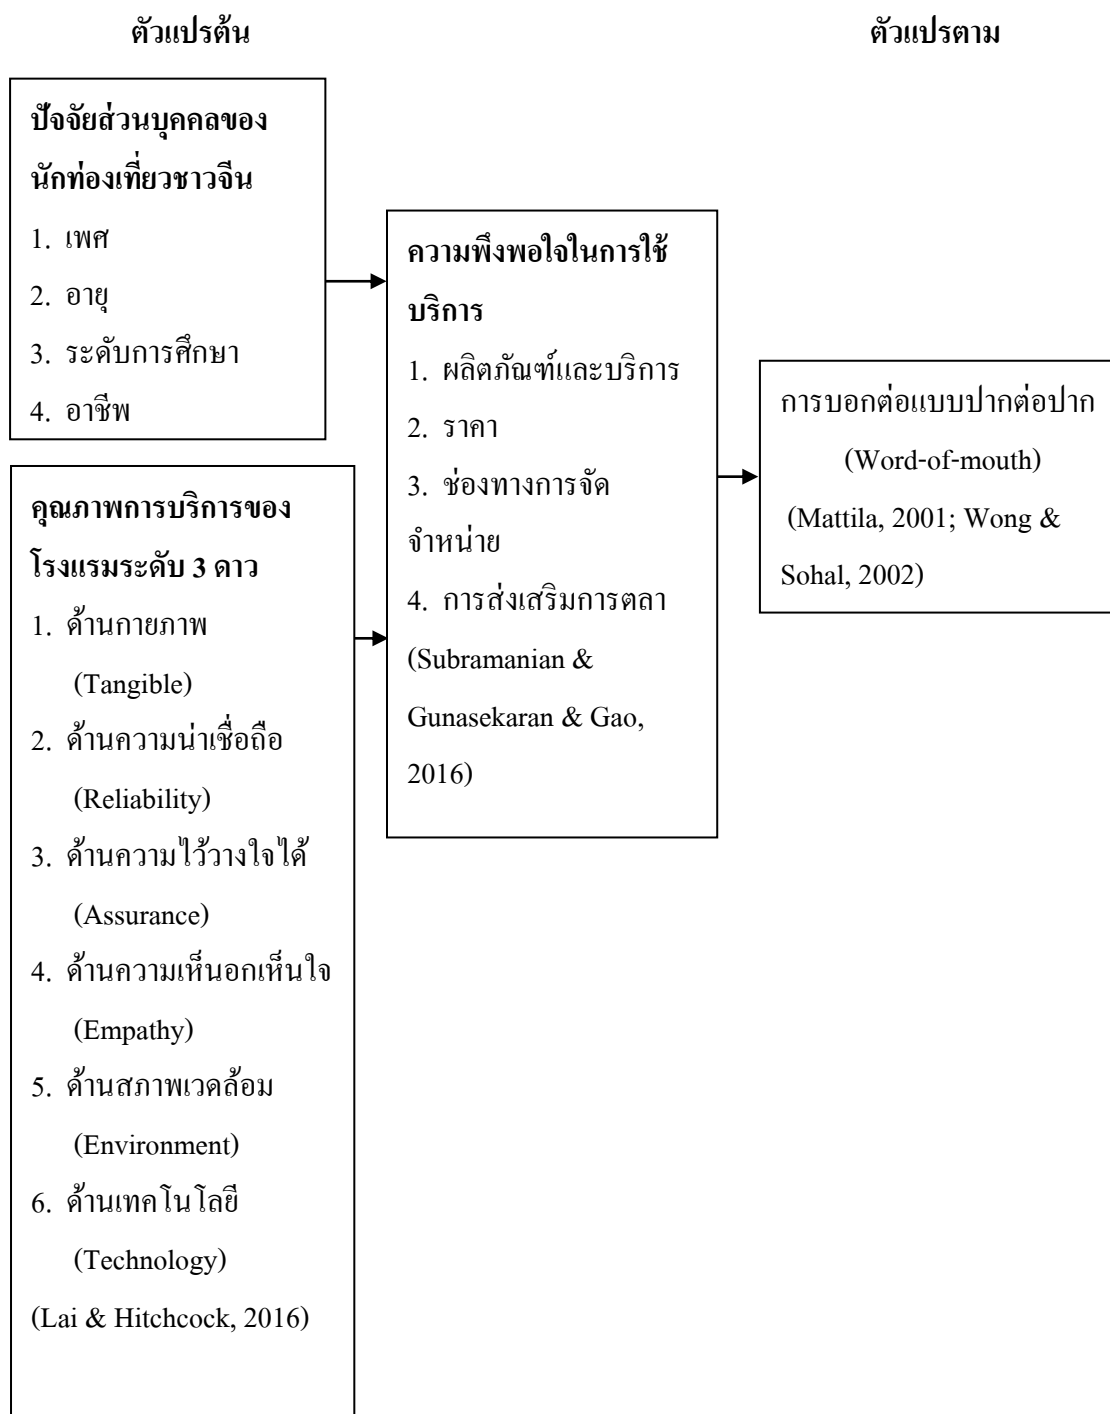 ตัวแปรต้น
ตัวแปรตาม
ปัจจัยส่วนบุคคลของ
นักท่องเที่ยวชาวจีน
1. เพศ
2. อายุ
3. ระดับการศึกษา
4. อาชีพ
คุณภาพการบริการของ
โรงแรมระดับ 3 ดาว
1. ด้านกายภาพ
(Tangible)
2. ด้านความน่าเชื่อถือ
(Reliability)
3. ด้านความไว้วางใจได้
(Assurance)
4. ด้านความเห็นอกเห็นใจ
(Empathy)
5. ด้านสภาพเวดล้อม
(Environment)
6. ด้านเทคโนโลยี
(Technology)
(Lai & Hitchcock, 2016)
ความพึงพอใจในการใช้
บริการ
1. ผลิตภัณฑ์และบริการ
2. ราคา
3. ช่องทางการจัด
จำหน่าย
4. การส่งเสริมการตลา
(Subramanian &
Gunasekaran & Gao,
2016)
การบอกต่อแบบปากต่อปาก
(Word-of-mouth)
(Mattila, 2001; Wong &
Sohal, 2002)